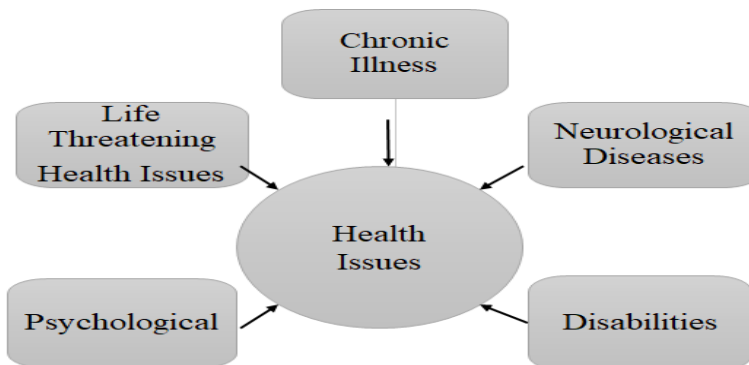 Chronic
Illness
Life
Threatening
Health Issues
Neurological
Diseases
Health
Issues
Psychological
Disabilities